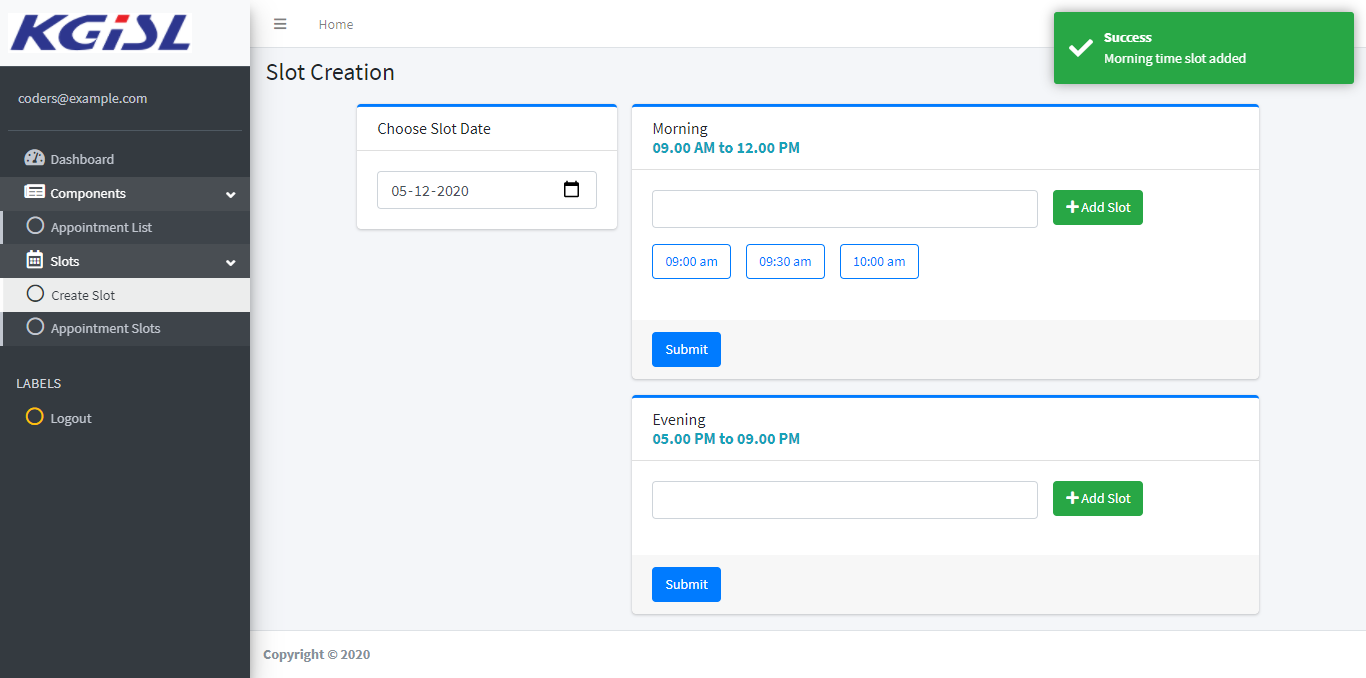 KGiSL
coders@example.com
Dashboard
Components
Appointment List
Slots
Create Slot
Appointment Slots
LABELS
Logout
Home
Success
Morning time slot added
Slot Creation
Choose Slot Date
05-12-2020
Morning
09.00 AM to 12.00 PM
Add Slot
09:00 am 09:30 am 10:00 am
Submit
Evening
05.00 PM to 09.00 PM
Add Slot
Submit
Copyright © 2020